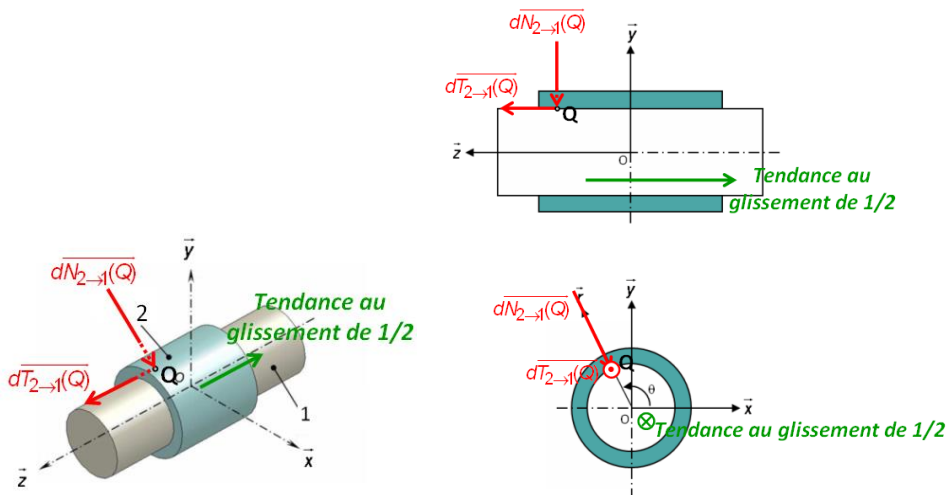 dN₂→₁(Q)
y
dT₂→₁(Q)
Q
z
O
Tendance au
glissement de 1/2
y
dN₂→₁(Q)
2
Tendance au
glissement de 1/2
dT₂→₁(Q)
Q
O
1
z
x
r
y
dN₂→₁(Q)
dT₂→₁(Q)
Q
θ
x
O
Tendance au glissement de 1/2